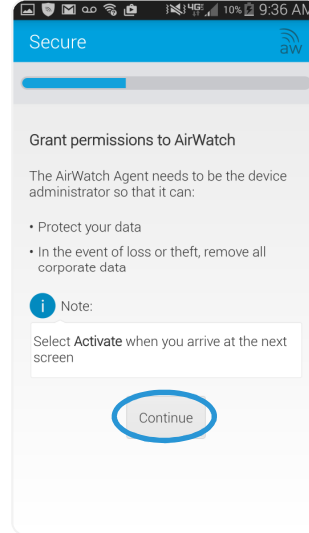 4G 10% 9:36 AM
Secure
aw
Grant permissions to AirWatch
The AirWatch Agent needs to be the device
administrator so that it can:
• Protect your data
• In the event of loss or theft, remove all
corporate data
i Note:
Select Activate when you arrive at the next
screen
Continue